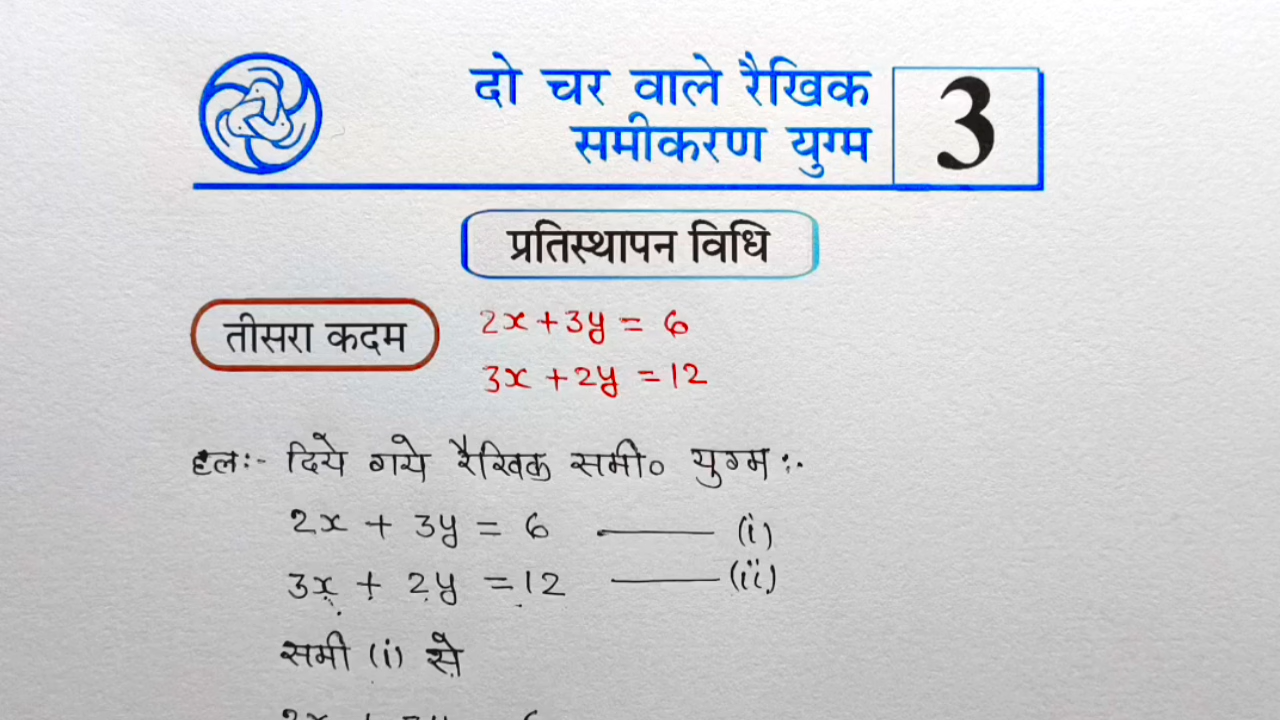 दो चर वाले रैखिक
समीकरण युग्म
3
प्रतिस्थापन विधि
तीसरा कदम
2x + 3y = 6
3x + 2y = 12
हलः- दिये गये रैखिक समी० युग्म :-
2x + 3y = 6 ——— (i)
3x + 2y = 12 ——— (ii)
समी (i) से